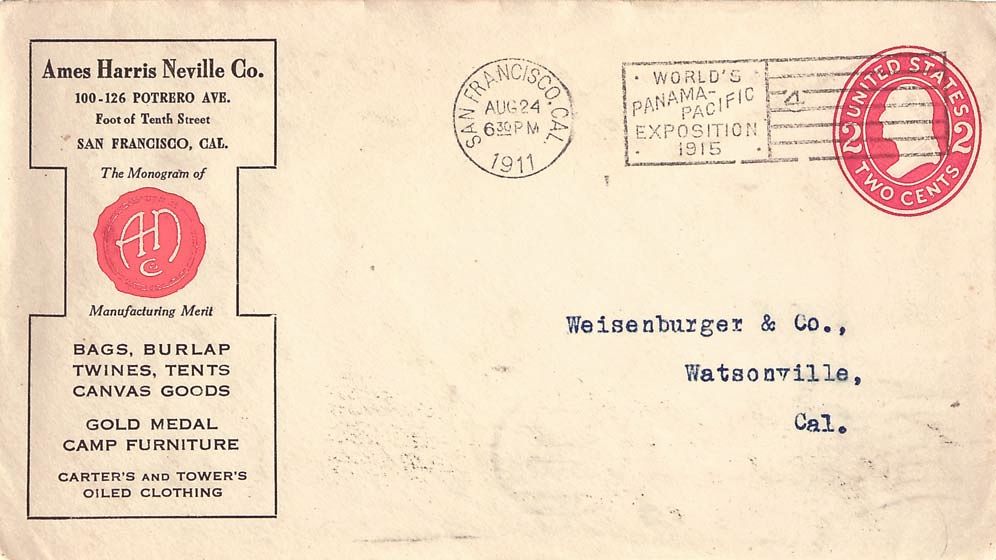 Ames Harris Neville Co.
100-126 POTRERO AVE.
Foot of Tenth Street
SAN FRANCISCO, CAL.
The Monogram of
AHN
C
Manufacturing Merit
BAGS, BURLAP
TWINES, TENTS
CANVAS GOODS
GOLD MEDAL
CAMP FURNITURE
CARTER'S AND TOWER'S
OILED CLOTHING
SAN FRANCISCO, CAL.
AUG 24
630 PM
1911
WORLD'S
PANAMA-
PACIFIC
EXPOSITION
1915
4
UNITED STATES
2 2
TWO CENTS
Weisenburger & Co.,
Watsonville,
Cal.